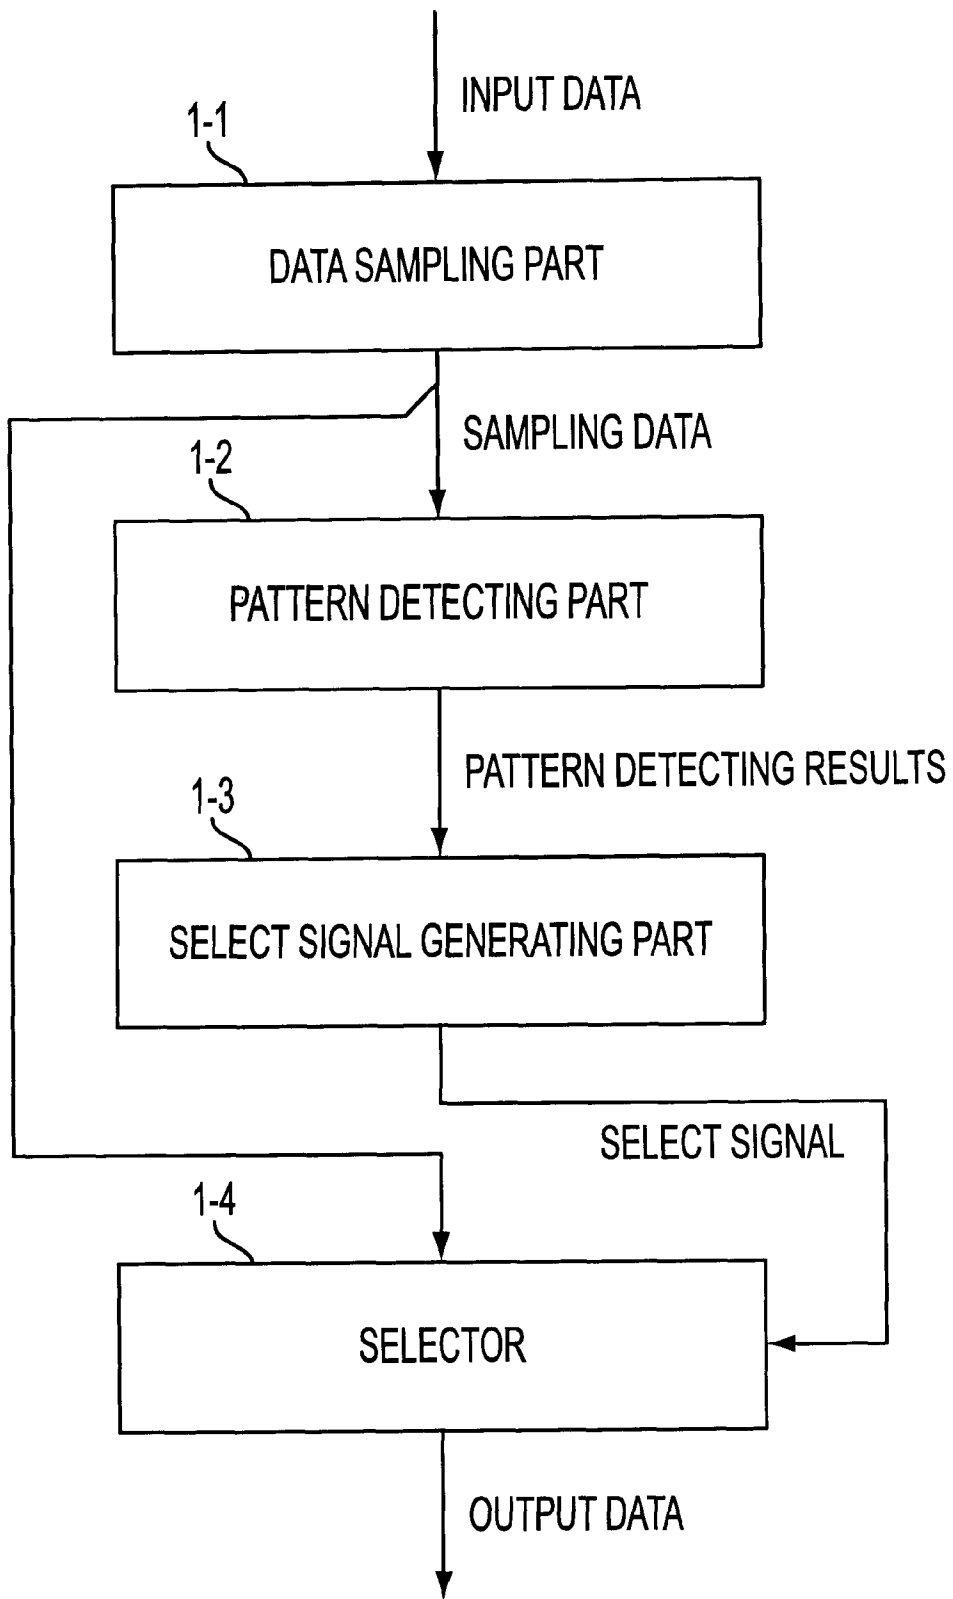 INPUT DATA
1-1
DATA SAMPLING PART
SAMPLING DATA
1-2
PATTERN DETECTING PART
PATTERN DETECTING RESULTS
1-3
SELECT SIGNAL GENERATING PART
SELECT SIGNAL
1-4
SELECTOR
OUTPUT DATA